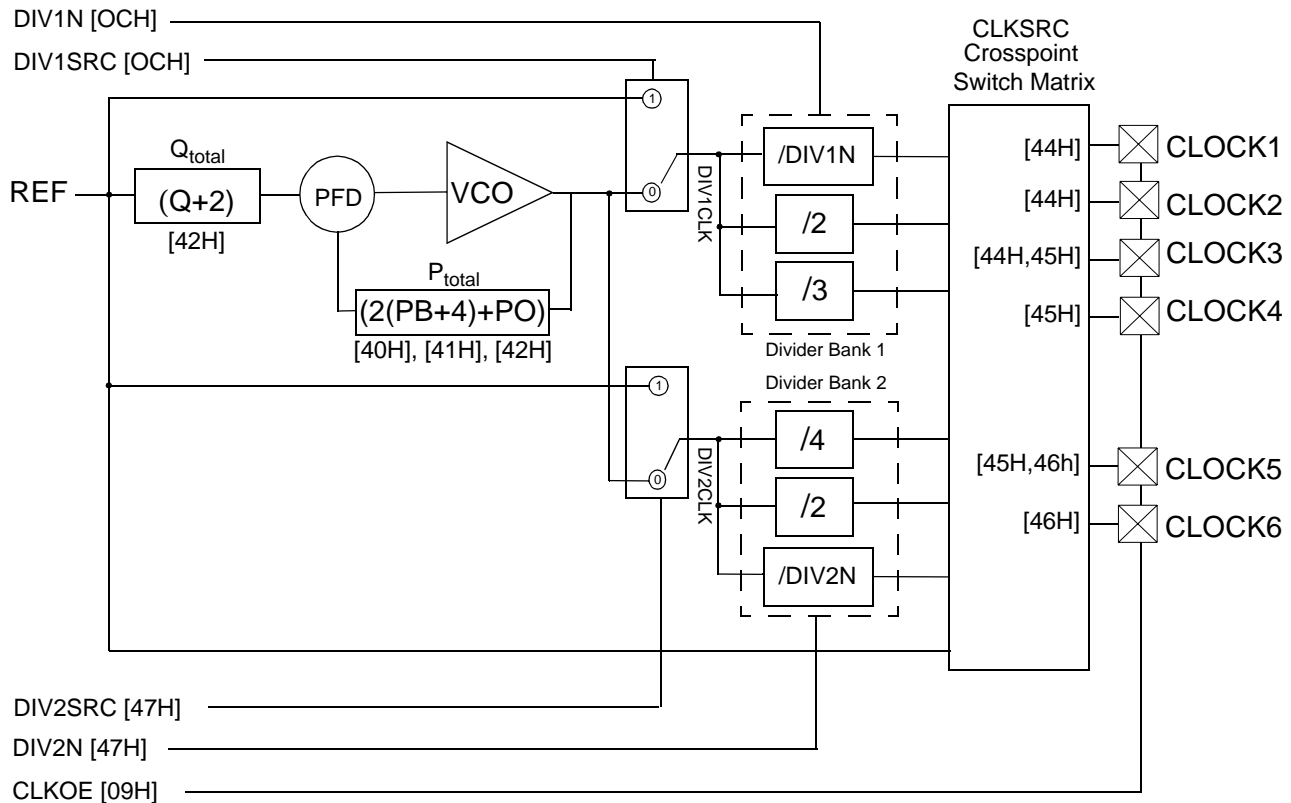 DIV1N [OCH]
DIV1SRC [OCH]
CLKSRC
Crosspoint
Switch Matrix
1
Qtotal
REF
(Q+2)
[42H]
PFD
VCO
0
DIV1CLK
/DIV1N
/2
/3
Divider Bank 1
[44H]
CLOCK1
[44H]
CLOCK2
[44H,45H]
CLOCK3
[45H]
CLOCK4
Ptotal
(2(PB+4)+PO)
[40H], [41H], [42H]
Divider Bank 2
1
0
DIV2CLK
/4
/2
/DIV2N
[45H,46h]
CLOCK5
[46H]
CLOCK6
DIV2SRC [47H]
DIV2N [47H]
CLKOE [09H]